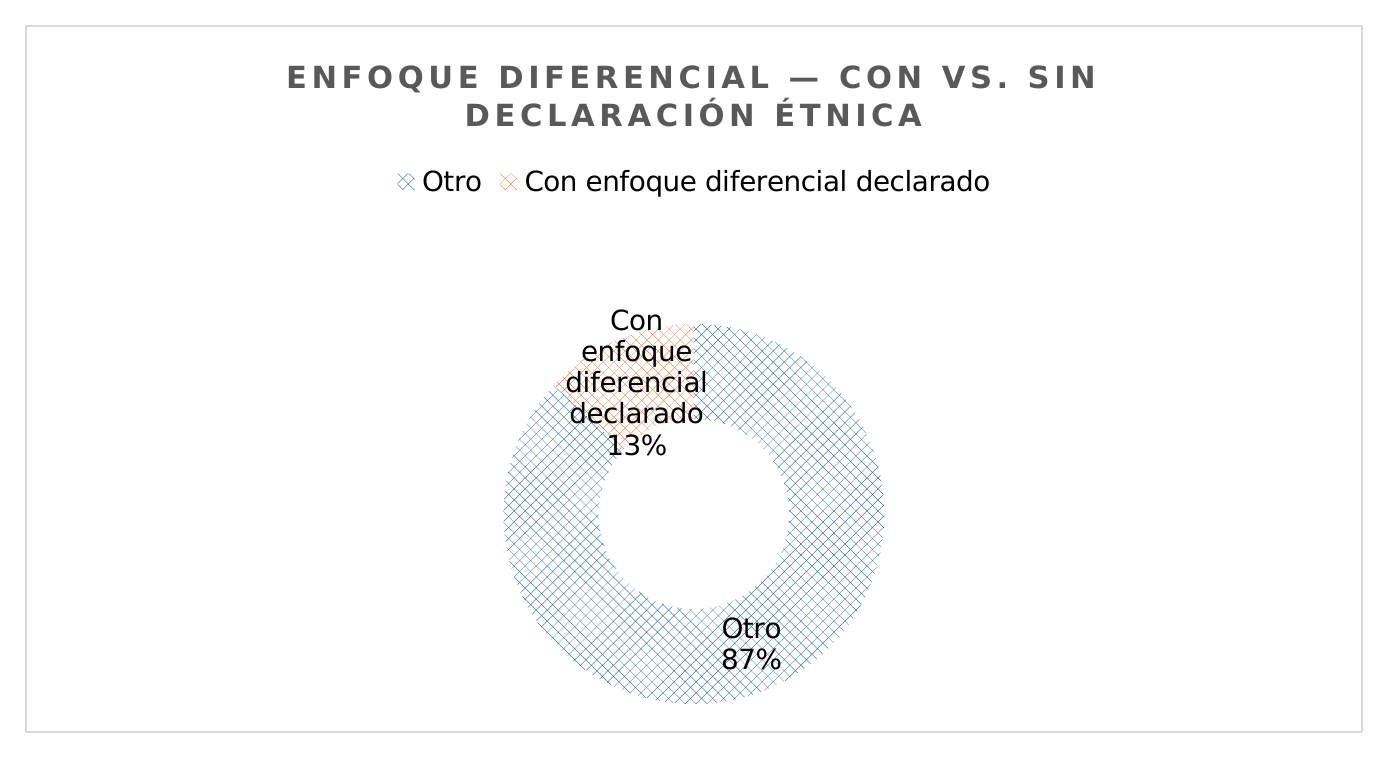 ENFOQUE DIFERENCIAL — CON VS. SIN
DECLARACIÓN ÉTNICA
Otro Con enfoque diferencial declarado
Con
enfoque
diferencial
declarado
13%
Otro
87%